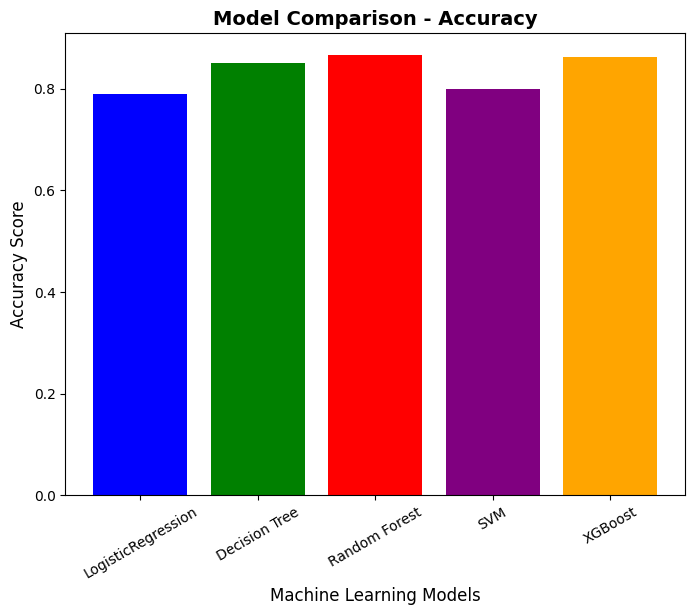 Model Comparison - Accuracy
Accuracy Score
0.8
0.6
0.4
0.2
0.0
LogisticRegression
Decision Tree
Random Forest
SVM
XGBoost
Machine Learning Models